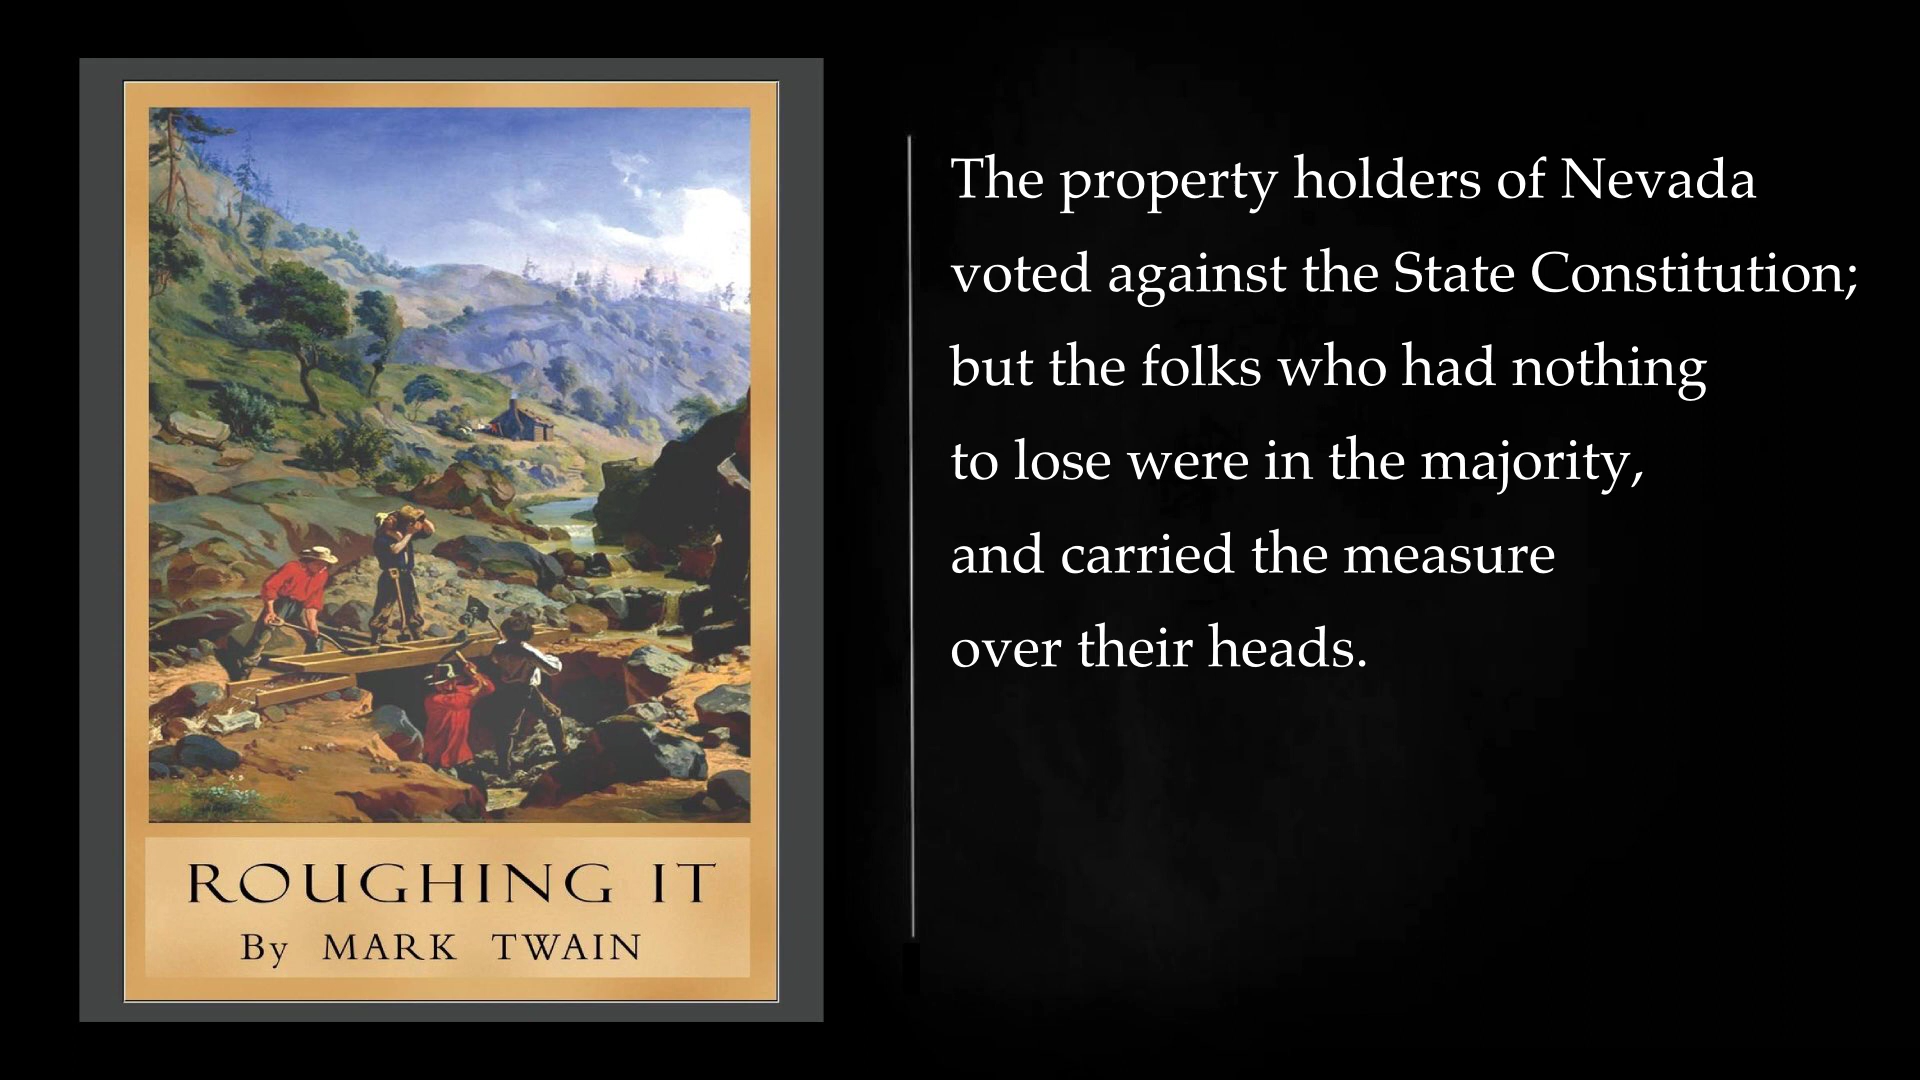 ROUGHING IT
By MARK TWAIN
The property holders of Nevada
voted against the State Constitution;
but the folks who had nothing
to lose were in the majority,
and carried the measure
over their heads.